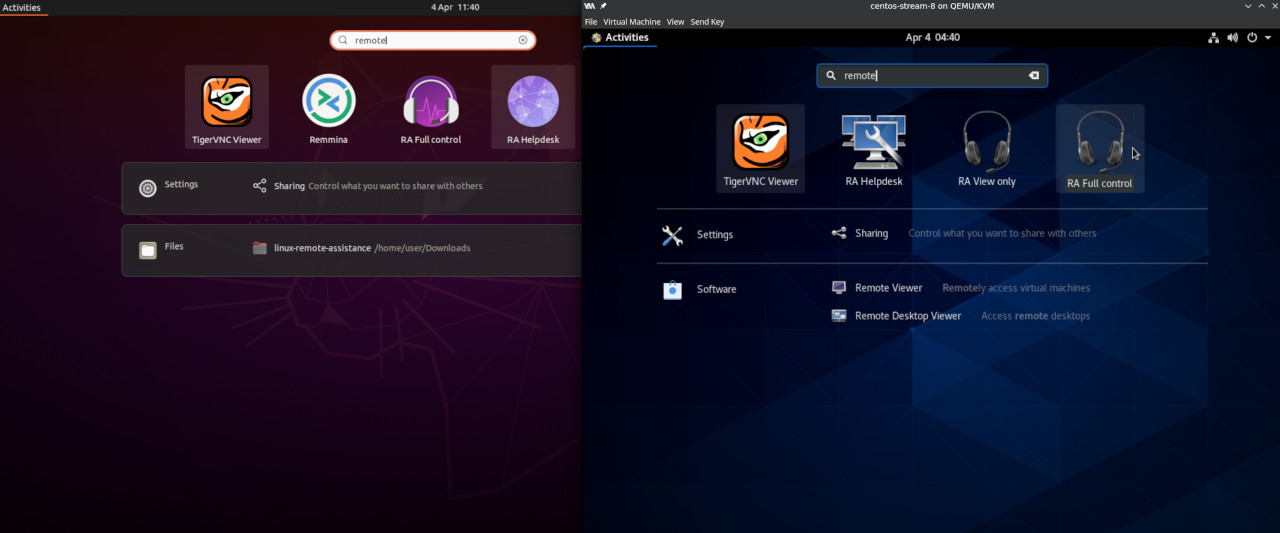 Activities
4 Apr 11:40
remote
TigerVNC Viewer
Remmina
RA Full control
RA Helpdesk
Settings
Sharing Control what you want to share with others
Files
linux-remote-assistance /home/user/Downloads
centos-stream-8 on QEMU/KVM
File Virtual Machine View Send Key
Activities
Apr 4 04:40
remote
TigerVNC Viewer
RA Helpdesk
RA View only
RA Full control
Settings
Sharing Control what you want to share with others
Software
Remote Viewer Remotely access virtual machines
Remote Desktop Viewer Access remote desktops